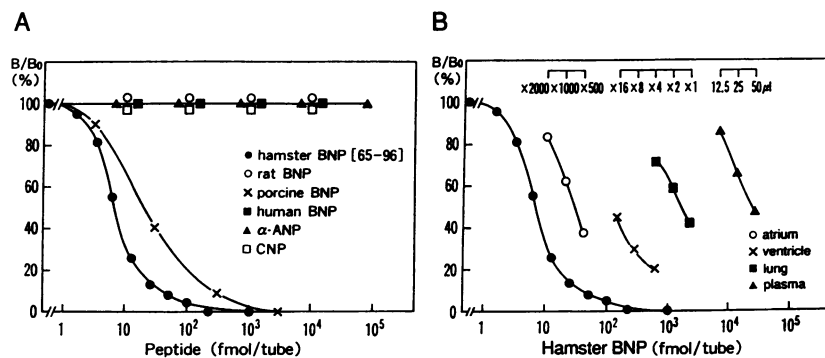 A
B/B₀
(%)
100
80
60
40
20
0
1
10
10²
10³
10⁴
10⁵
Peptide (fmol/tube)
hamster BNP [65-96]
rat BNP
porcine BNP
human BNP
α-ANP
CNP
B
B/B₀
(%)
100
80
60
40
20
0
×2000 ×1000 ×500
×16 ×8 ×4 ×2 ×1
12.5 25 50 μl
atrium
ventricle
lung
plasma
1
10
10²
10³
10⁴
10⁵
Hamster BNP (fmol/tube)